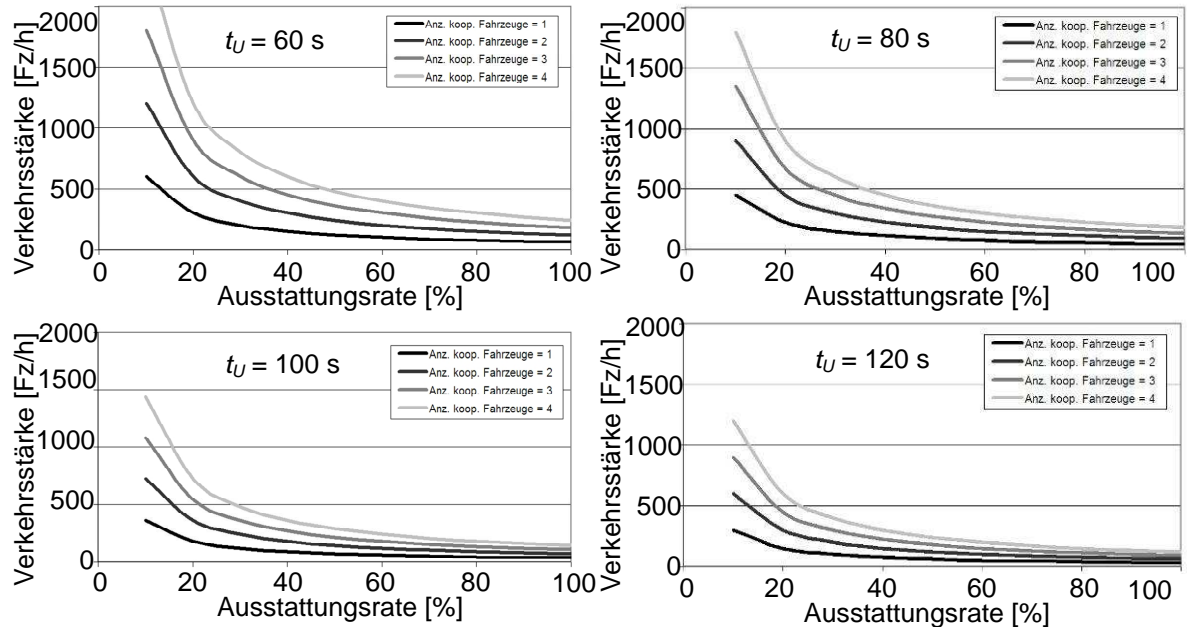 Verkehrsstärke [Fz/h]
2000
1500
1000
500
0
t_U = 60 s
Anz. koop. Fahrzeuge = 1
Anz. koop. Fahrzeuge = 2
Anz. koop. Fahrzeuge = 3
Anz. koop. Fahrzeuge = 4
0 20 40 60 80 100
Ausstattungsrate [%]
Verkehrsstärke [Fz/h]
2000
1500
1000
500
0
t_U = 80 s
Anz. koop. Fahrzeuge = 1
Anz. koop. Fahrzeuge = 2
Anz. koop. Fahrzeuge = 3
Anz. koop. Fahrzeuge = 4
0 20 40 60 80 100
Ausstattungsrate [%]
Verkehrsstärke [Fz/h]
2000
1500
1000
500
0
t_U = 100 s
Anz. koop. Fahrzeuge = 1
Anz. koop. Fahrzeuge = 2
Anz. koop. Fahrzeuge = 3
Anz. koop. Fahrzeuge = 4
0 20 40 60 80 100
Ausstattungsrate [%]
Verkehrsstärke [Fz/h]
2000
1500
1000
500
0
t_U = 120 s
Anz. koop. Fahrzeuge = 1
Anz. koop. Fahrzeuge = 2
Anz. koop. Fahrzeuge = 3
Anz. koop. Fahrzeuge = 4
0 20 40 60 80 100
Ausstattungsrate [%]